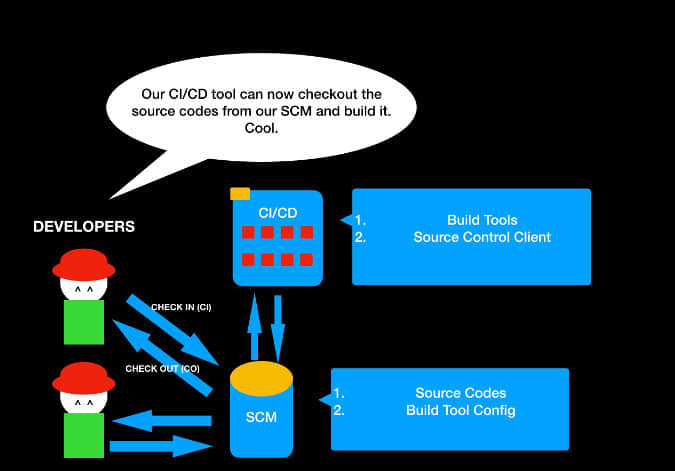 Our CI/CD tool can now checkout the
source codes from our SCM and build it.
Cool.
DEVELOPERS
CI/CD
1. Build Tools
2. Source Control Client
CHECK IN (CI)
CHECK OUT (CO)
SCM
1. Source Codes
2. Build Tool Config